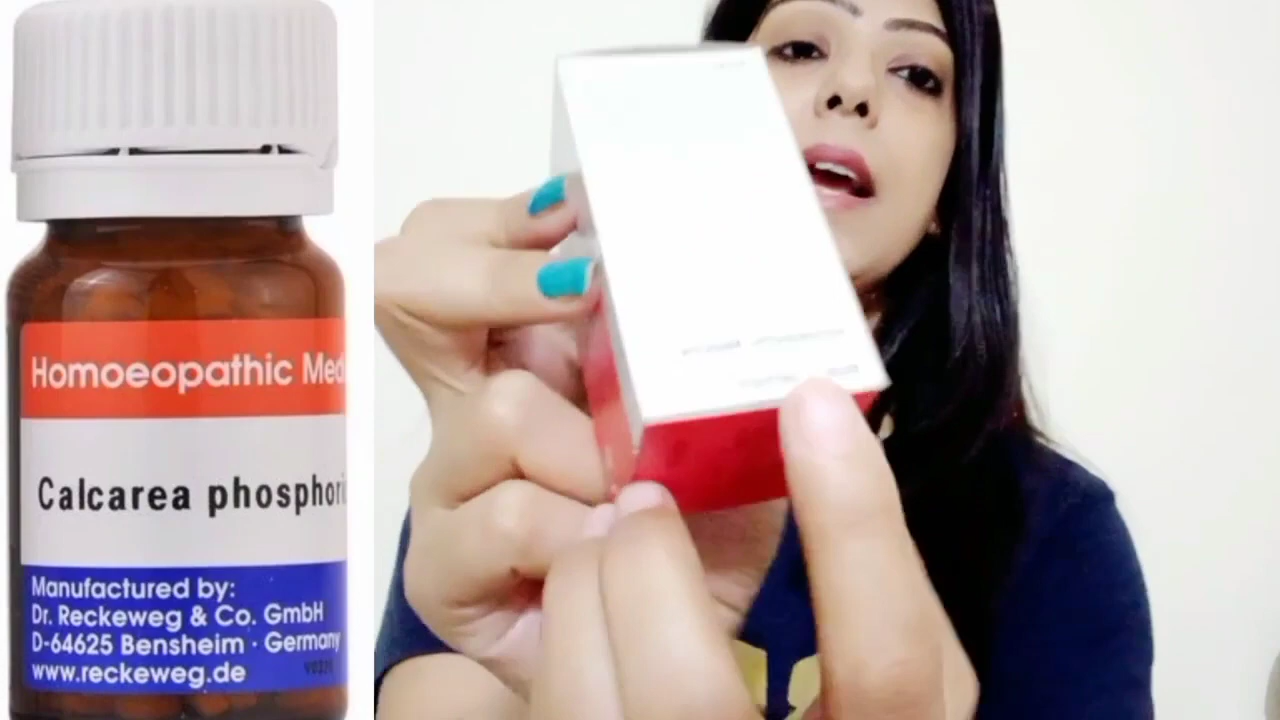 Homoeopathic Med
Calcarea phosphori
Manufactured by:
Dr. Reckeweg & Co. GmbH
D-64625 Bensheim · Germany
www.reckeweg.de